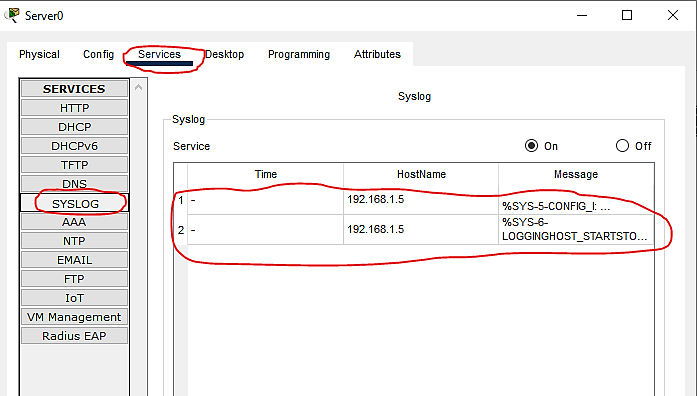 Server0
Physical Config Services Desktop Programming Attributes
SERVICES
HTTP
DHCP
DHCPv6
TFTP
DNS
SYSLOG
AAA
NTP
EMAIL
FTP
IoT
VM Management
Radius EAP
Syslog
Syslog
Service On Off
Time HostName Message
1 - 192.168.1.5 %SYS-5-CONFIG_I: ...
2 - 192.168.1.5 %SYS-6-
LOGGINGHOST_STARTSTO...